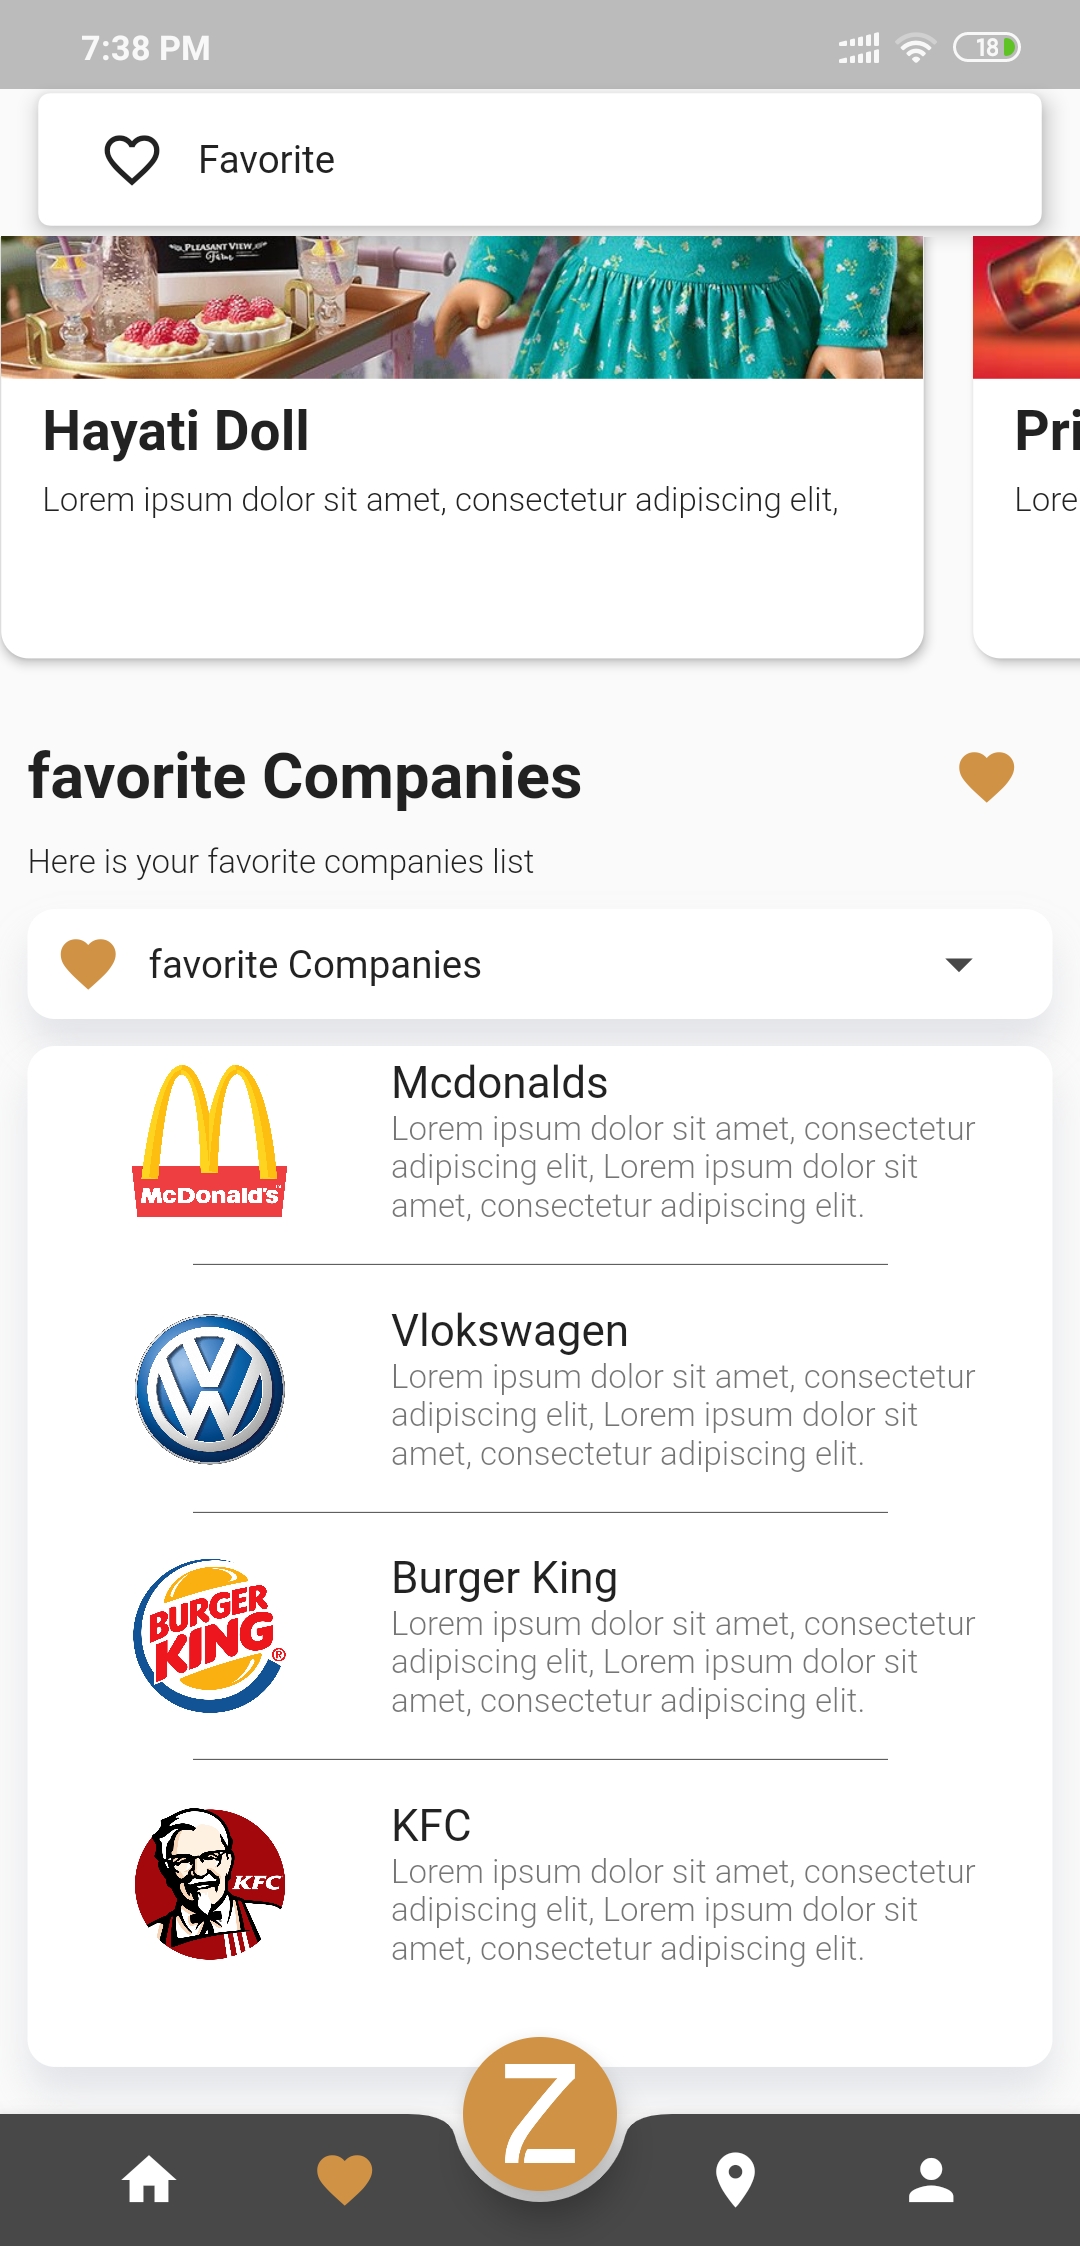 7:38 PM
18
Favorite
PLEASANT VIEW
Farm
Hayati Doll
Pri
Lorem ipsum dolor sit amet, consectetur adipiscing elit,
Lore
favorite Companies
Here is your favorite companies list
favorite Companies
McDonald's
Mcdonalds
Lorem ipsum dolor sit amet, consectetur
adipiscing elit, Lorem ipsum dolor sit
amet, consectetur adipiscing elit.
Vlokswagen
Lorem ipsum dolor sit amet, consectetur
adipiscing elit, Lorem ipsum dolor sit
amet, consectetur adipiscing elit.
BURGER
KING®
Burger King
Lorem ipsum dolor sit amet, consectetur
adipiscing elit, Lorem ipsum dolor sit
amet, consectetur adipiscing elit.
KFC
KFC
Lorem ipsum dolor sit amet, consectetur
adipiscing elit, Lorem ipsum dolor sit
amet, consectetur adipiscing elit.
Z